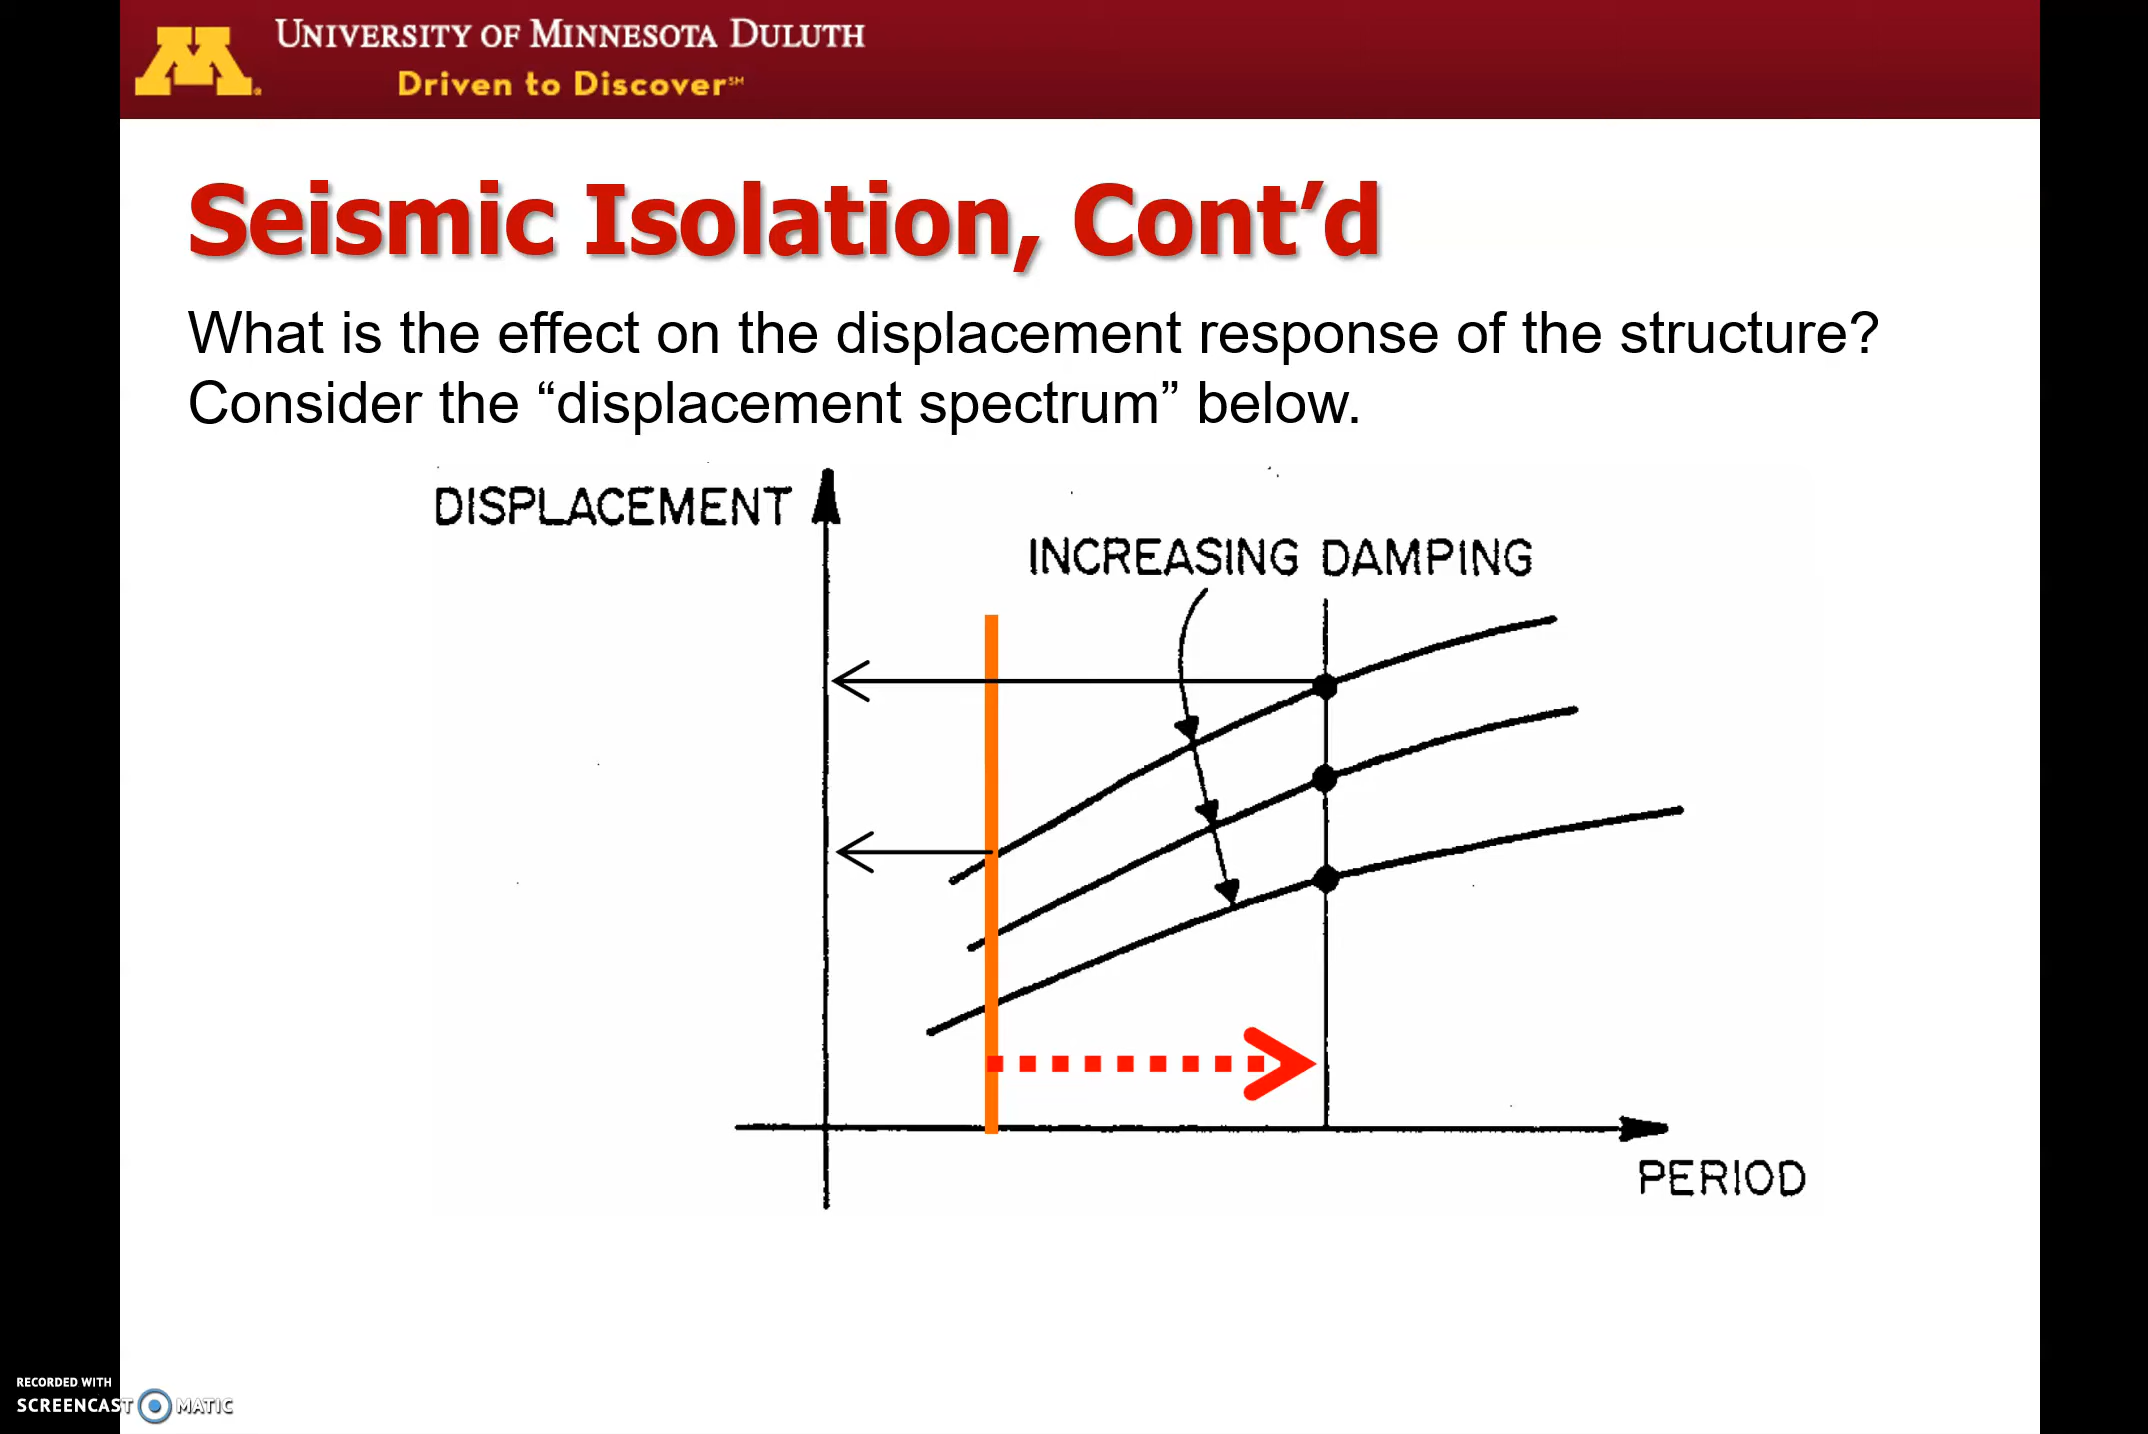 UNIVERSITY OF MINNESOTA DULUTH
Driven to Discover℠
Seismic Isolation, Cont’d
What is the effect on the displacement response of the structure?
Consider the “displacement spectrum” below.
DISPLACEMENT
INCREASING DAMPING
PERIOD
RECORDED WITH
SCREENCAST MATIC